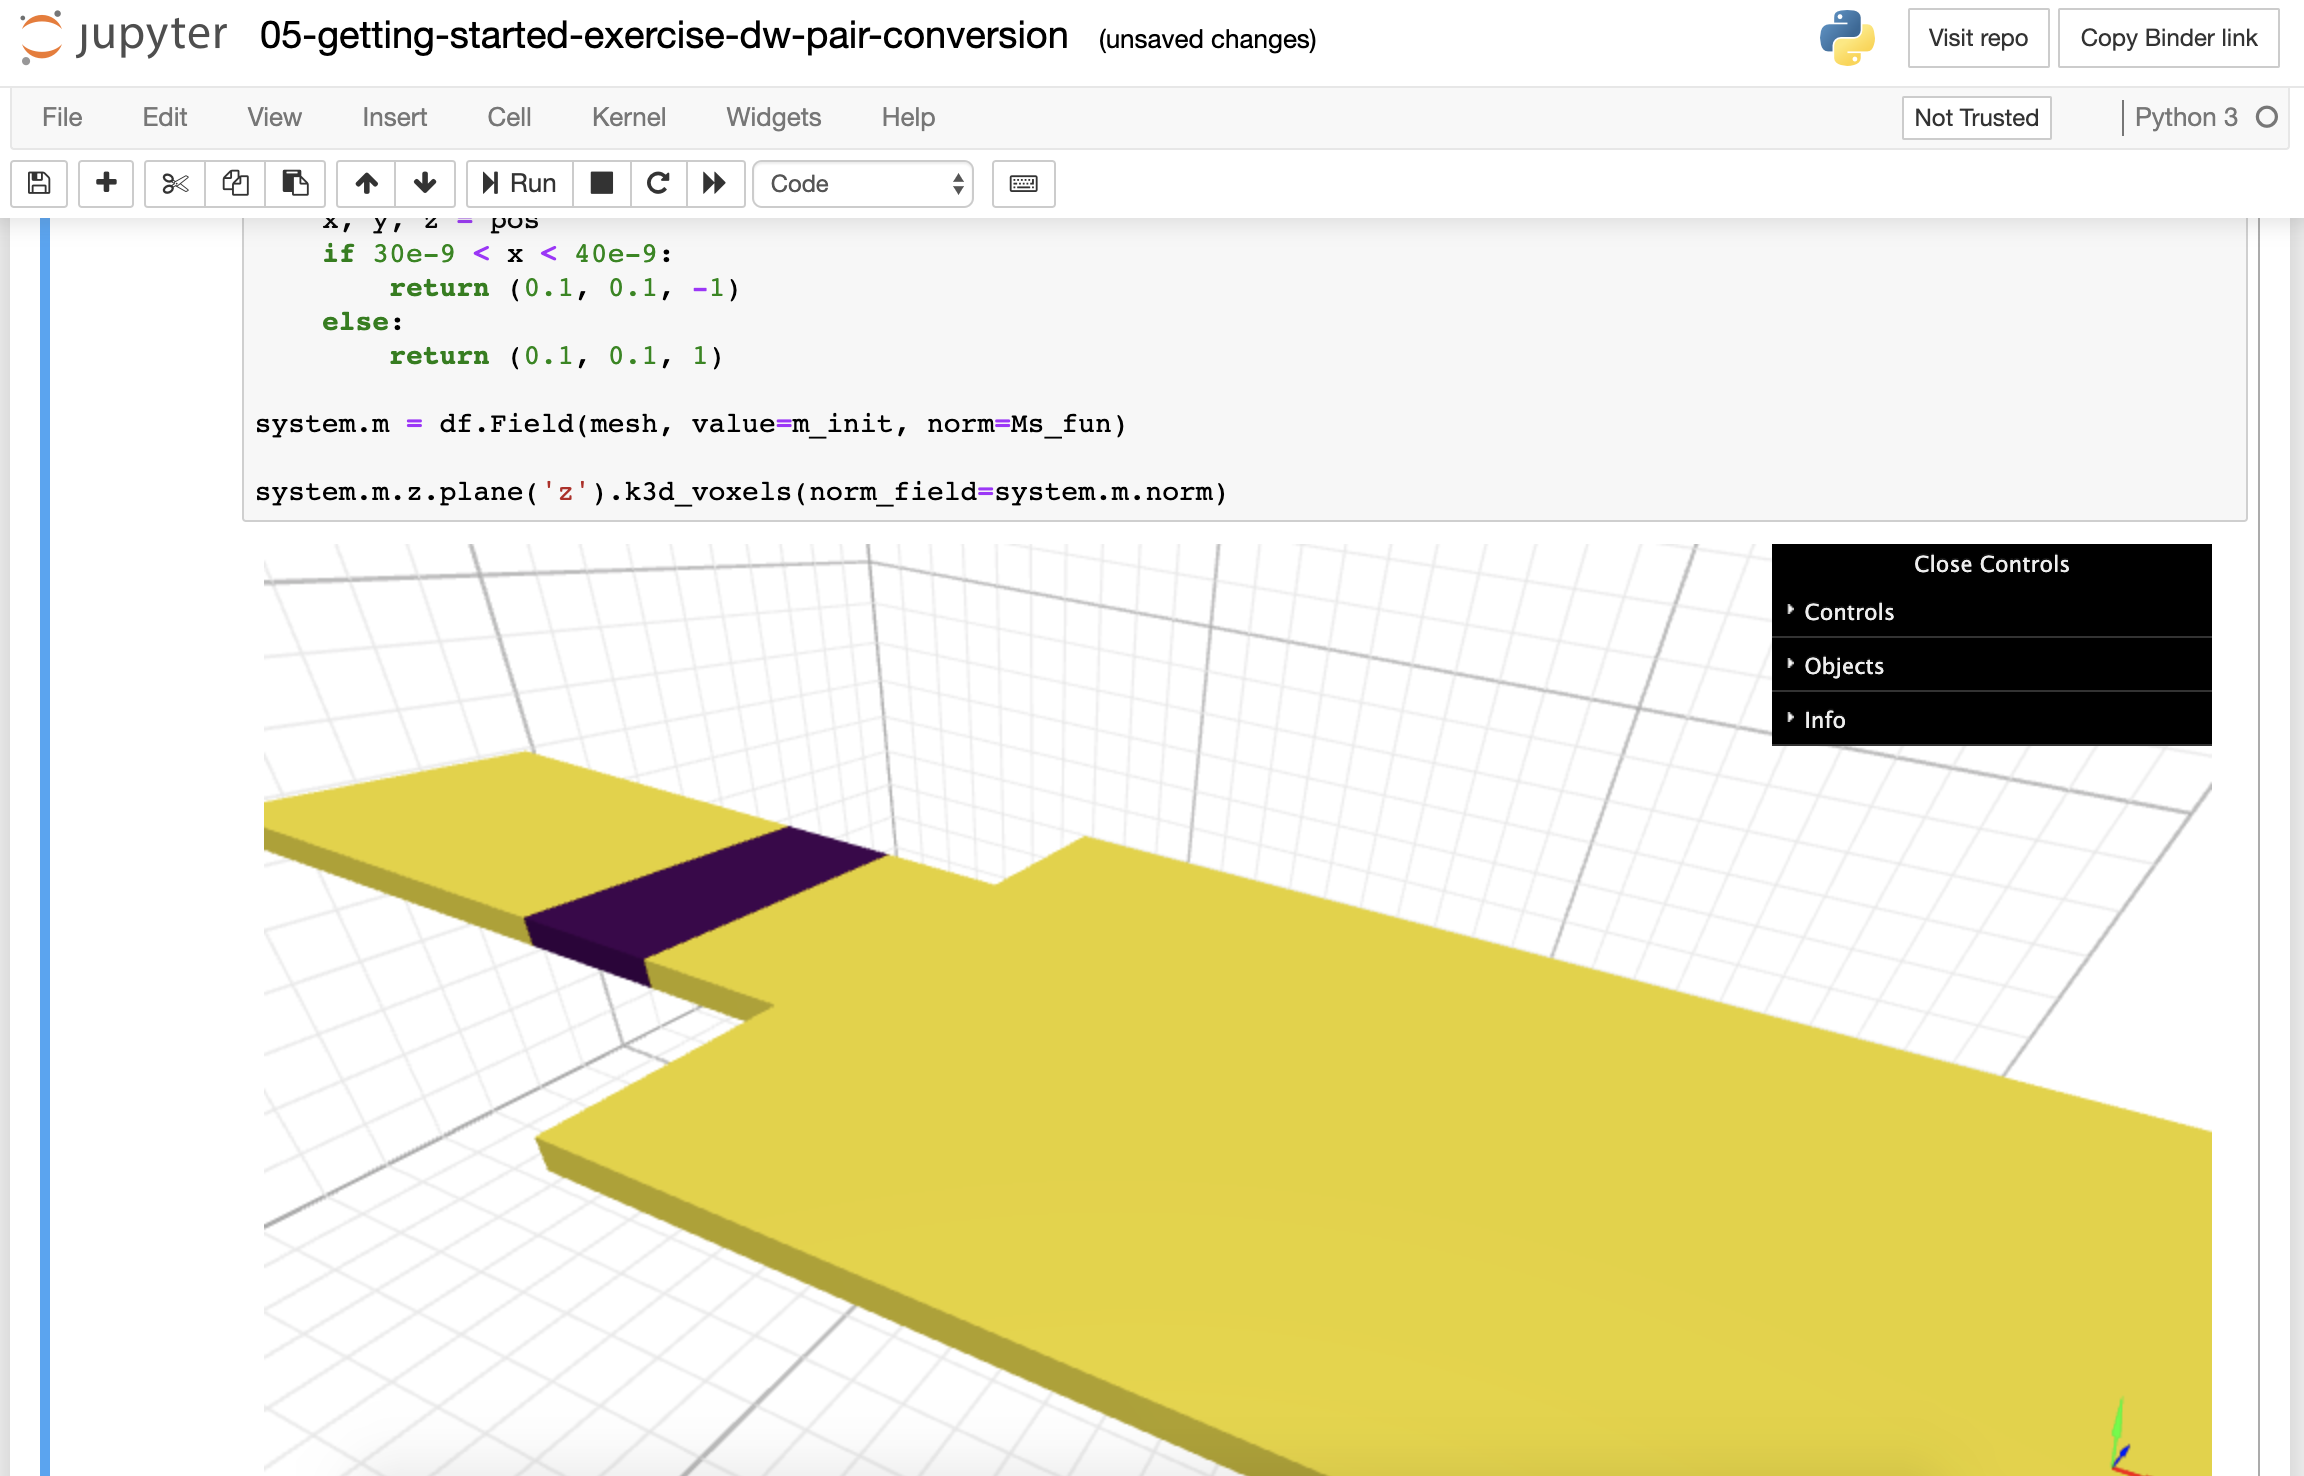 jupyter 05-getting-started-exercise-dw-pair-conversion (unsaved changes) Visit repo Copy Binder link
File Edit View Insert Cell Kernel Widgets Help Not Trusted Python 3
Run Code
x, y, z = pos
if 30e-9 < x < 40e-9:
return (0.1, 0.1, -1)
else:
return (0.1, 0.1, 1)
system.m = df.Field(mesh, value=m_init, norm=Ms_fun)
system.m.z.plane('z').k3d_voxels(norm_field=system.m.norm)
Close Controls
Controls
Objects
Info